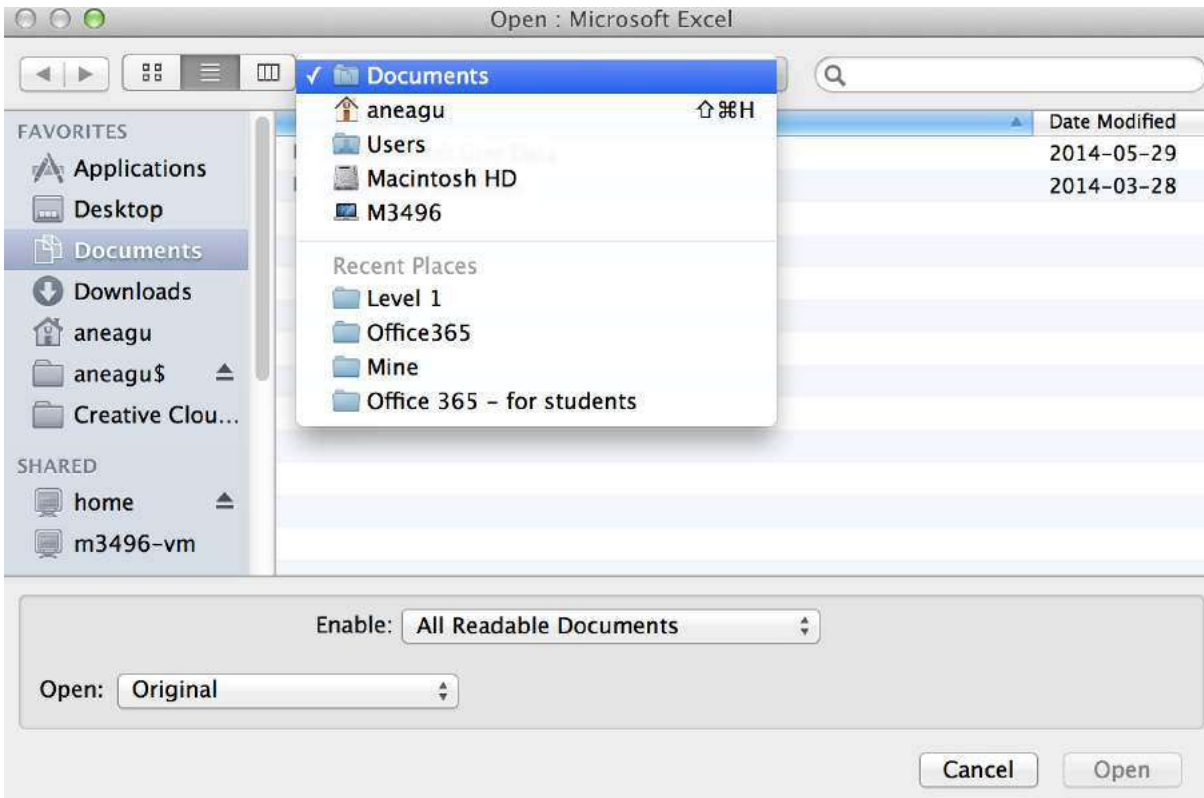 Open : Microsoft Excel
Documents
aneagu ⇧⌘H
Users
Macintosh HD
M3496
Recent Places
Level 1
Office365
Mine
Office 365 – for students
FAVORITES
Applications
Desktop
Documents
Downloads
aneagu
aneagu$
Creative Clou...
SHARED
home
m3496-vm
Date Modified
2014-05-29
2014-03-28
Enable: All Readable Documents
Open: Original
Cancel Open